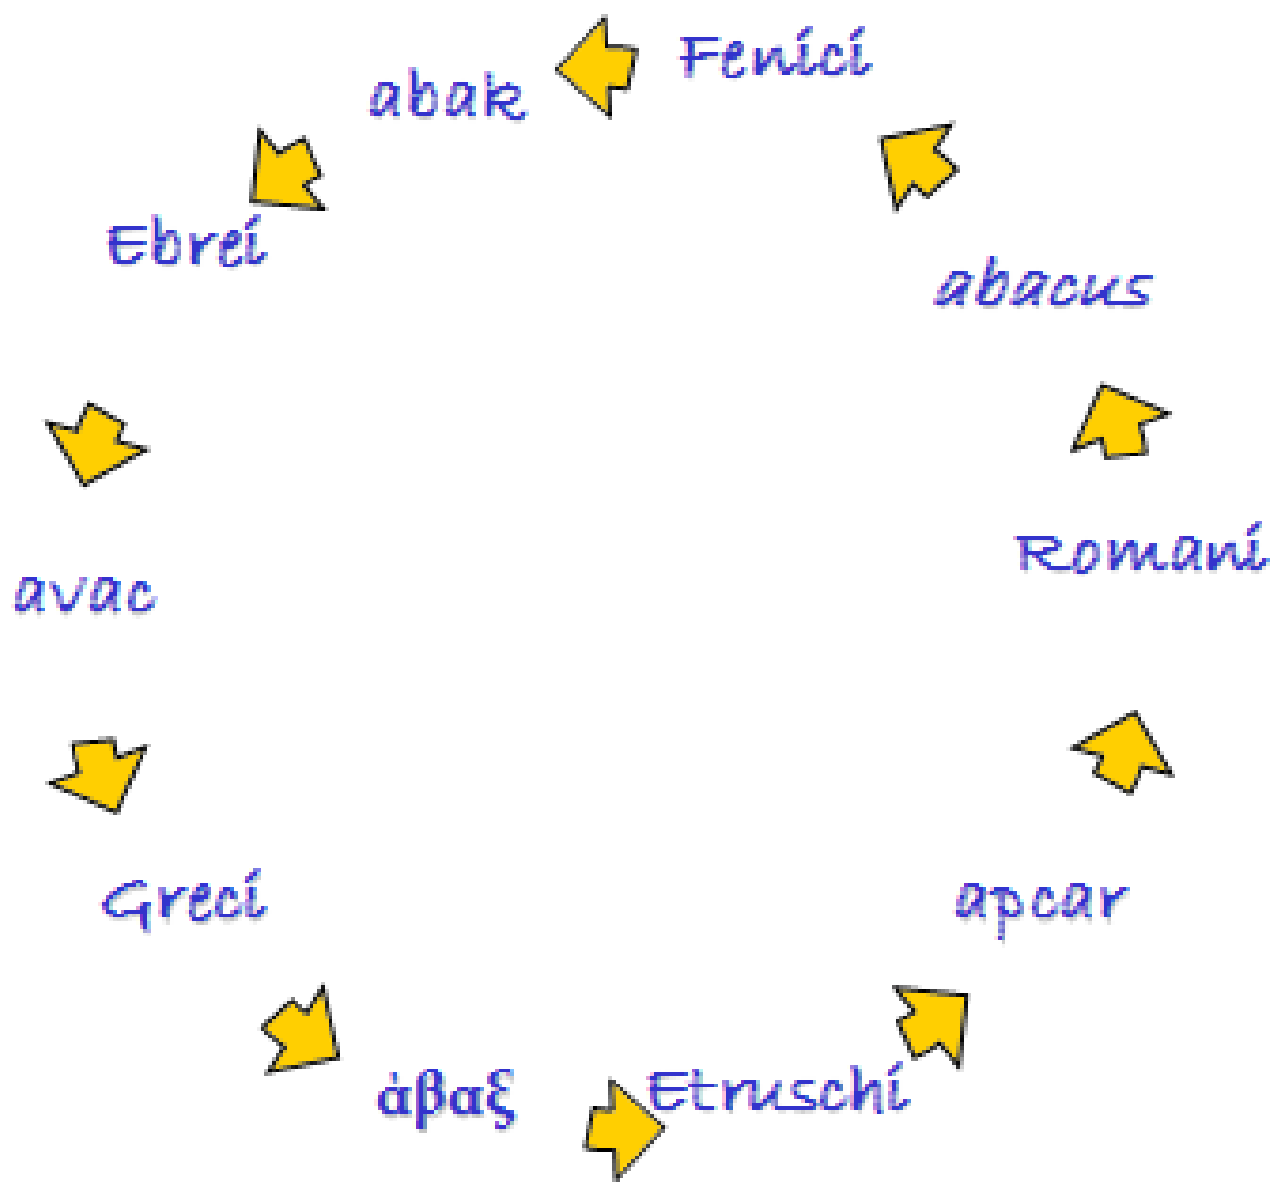 Fenici
abak
Ebrei
avac
Greci
ἀβαξ
Etruschi
apcar
Romani
abacus